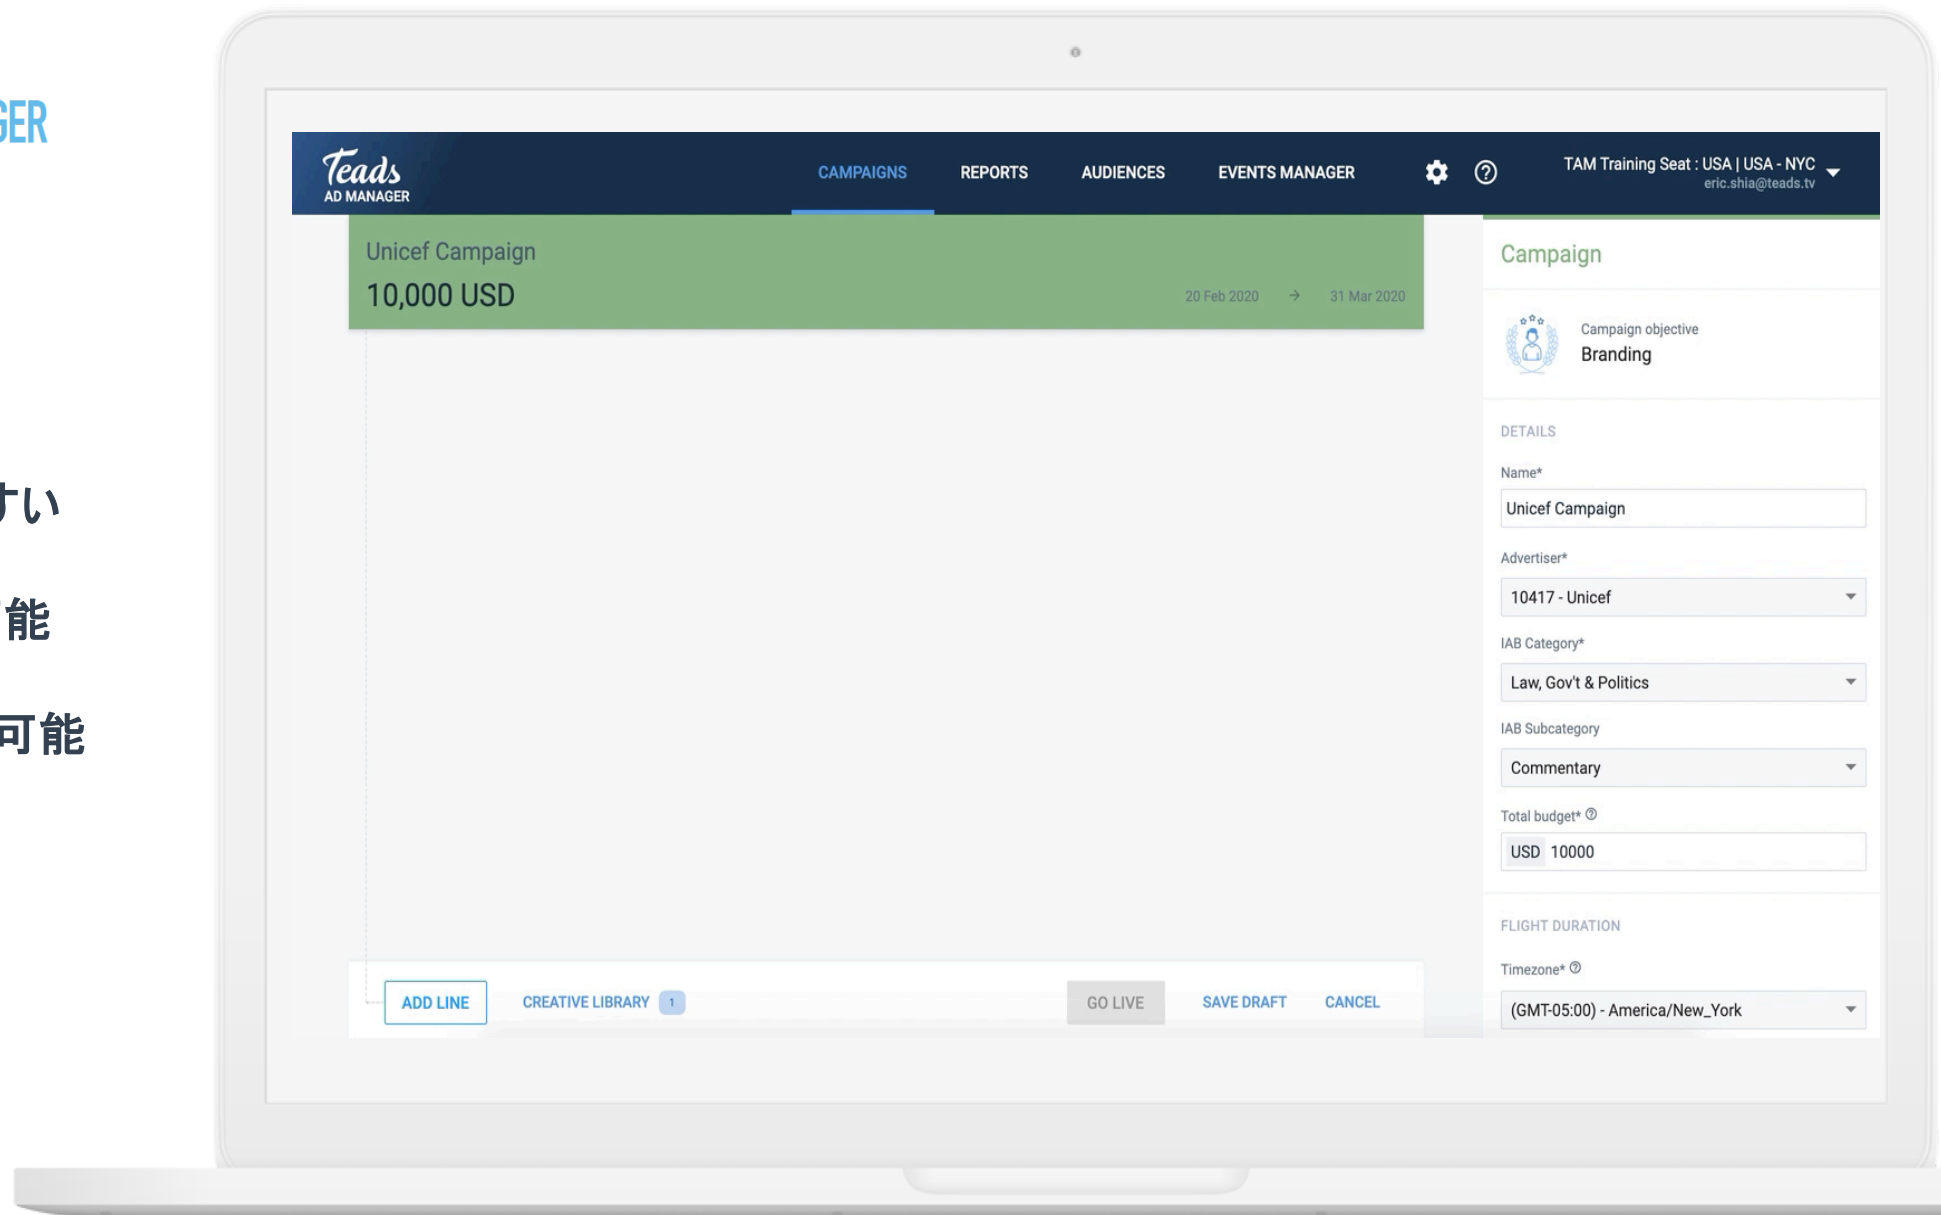 GER
すい
能
可能
Teads
AD MANAGER
CAMPAIGNS
REPORTS
AUDIENCES
EVENTS MANAGER
TAM Training Seat : USA | USA - NYC
eric.shia@teads.tv
Unicef Campaign
10,000 USD
20 Feb 2020 → 31 Mar 2020
ADD LINE
CREATIVE LIBRARY 1
GO LIVE
SAVE DRAFT
CANCEL
Campaign
Campaign objective
Branding
DETAILS
Name*
Unicef Campaign
Advertiser*
10417 - Unicef
IAB Category*
Law, Gov't & Politics
IAB Subcategory
Commentary
Total budget*
USD 10000
FLIGHT DURATION
Timezone*
(GMT-05:00) - America/New_York